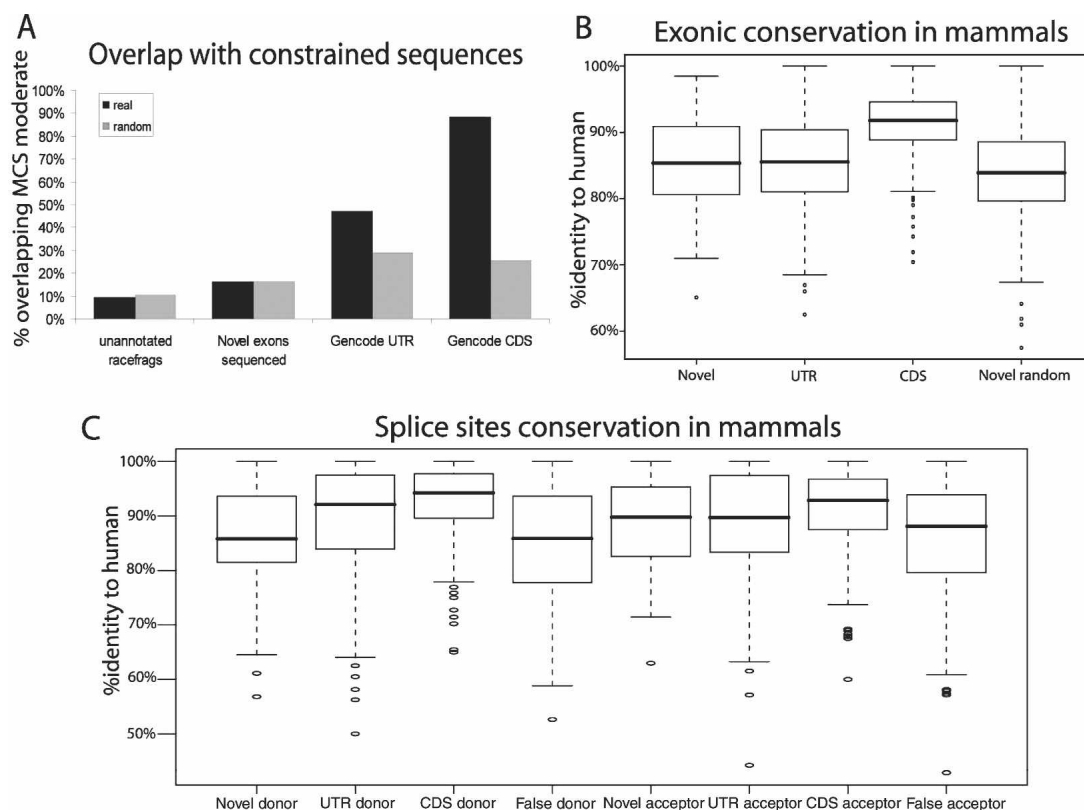 A
Overlap with constrained sequences
% overlapping MCS moderate
100%
90%
80%
70%
60%
50%
40%
30%
20%
10%
0%
real
random
unannotated racefrags
Novel exons sequenced
Gencode UTR
Gencode CDS
B
Exonic conservation in mammals
%identity to human
100%
90%
80%
70%
60%
Novel
UTR
CDS
Novel random
C
Splice sites conservation in mammals
%identity to human
100%
90%
80%
70%
60%
50%
Novel donor
UTR donor
CDS donor
False donor
Novel acceptor
UTR acceptor
CDS acceptor
False acceptor